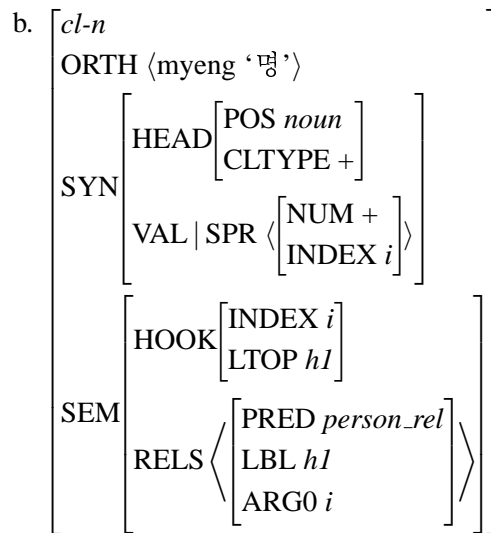 b. cl-n
ORTH ⟨myeng ‘명’⟩
SYN
HEAD
POS noun
CLTYPE +
VAL | SPR ⟨
NUM +
INDEX i
⟩
SEM
HOOK
INDEX i
LTOP h1
RELS ⟨
PRED person_rel
LBL h1
ARG0 i
⟩